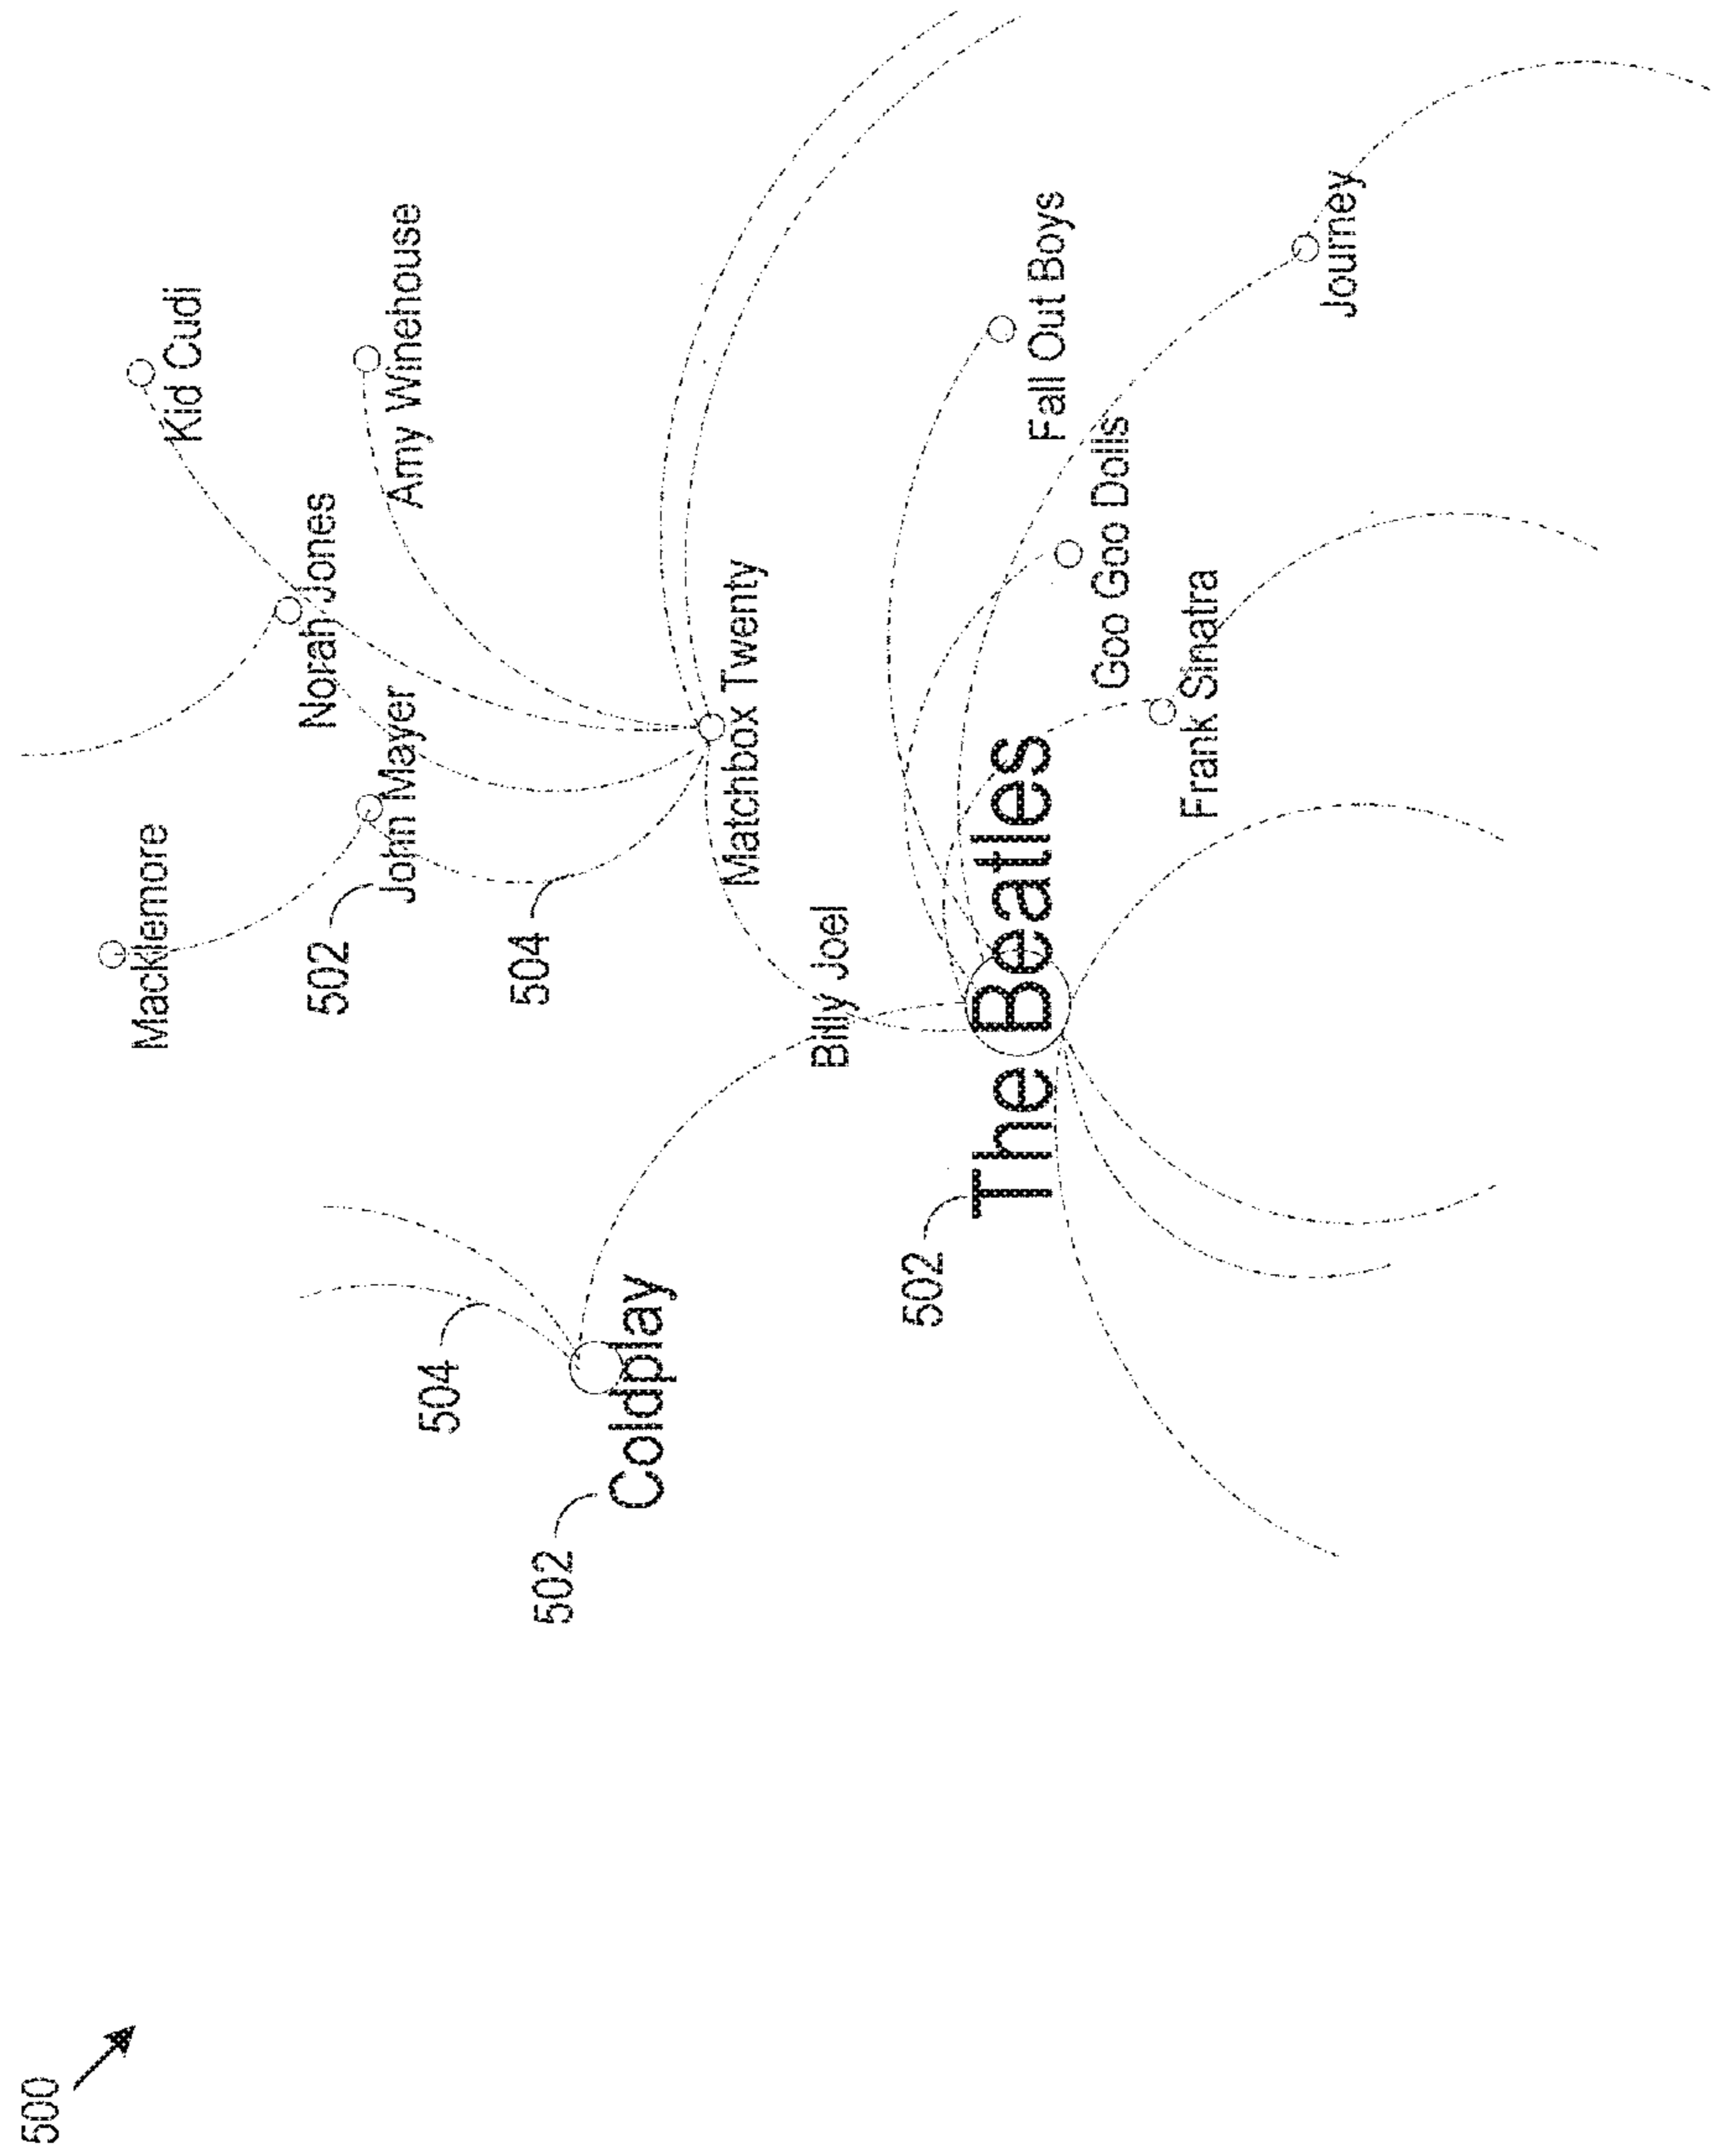 500
Macklemore
Kid Cudi
502
John Mayer
Norah Jones
Amy Winehouse
504
504
502
Coldplay
Matchbox Twenty
Billy Joel
502
The Beatles
Fall Out Boys
Goo Goo Dolls
Frank Sinatra
Journey